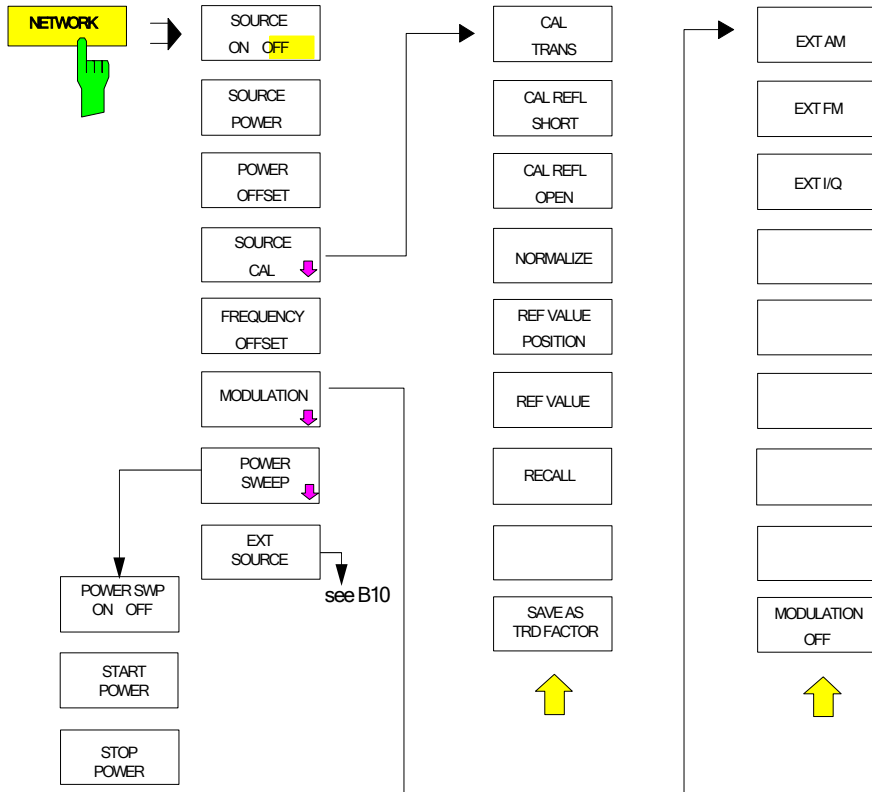 NETWORK
SOURCE
ON OFF
SOURCE
POWER
POWER
OFFSET
SOURCE
CAL
FREQUENCY
OFFSET
MODULATION
POWER
SWEEP
EXT
SOURCE
see B10
POWER SWP
ON OFF
START
POWER
STOP
POWER
CAL
TRANS
CAL REFL
SHORT
CAL REFL
OPEN
NORMALIZE
REF VALUE
POSITION
REF VALUE
RECALL
SAVE AS
TRD FACTOR
EXT AM
EXT FM
EXT I/Q
MODULATION
OFF